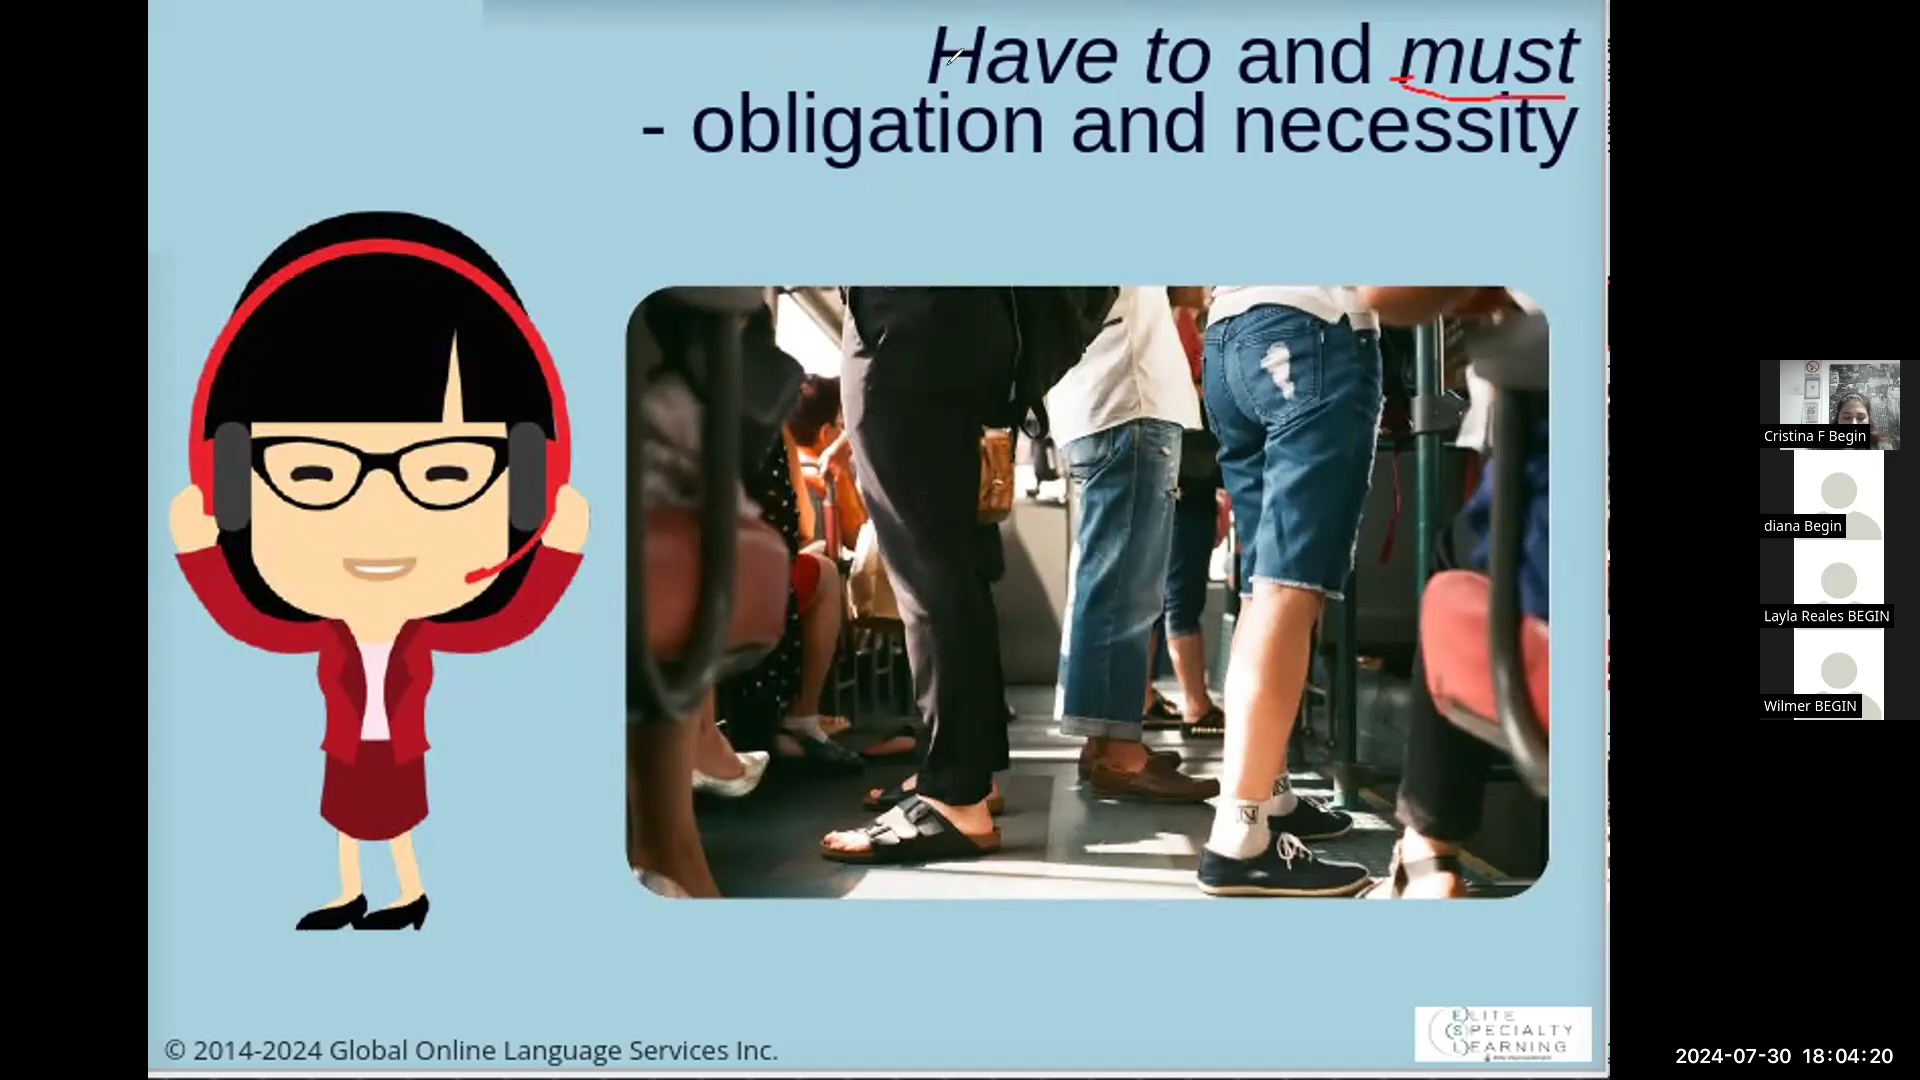 Have to and must
- obligation and necessity
Cristina F Begin
diana Begin
Layla Reales BEGIN
Wilmer BEGIN
© 2014-2024 Global Online Language Services Inc.
ELITE
SPECIALTY
LEARNING
2024-07-30 18:04:20